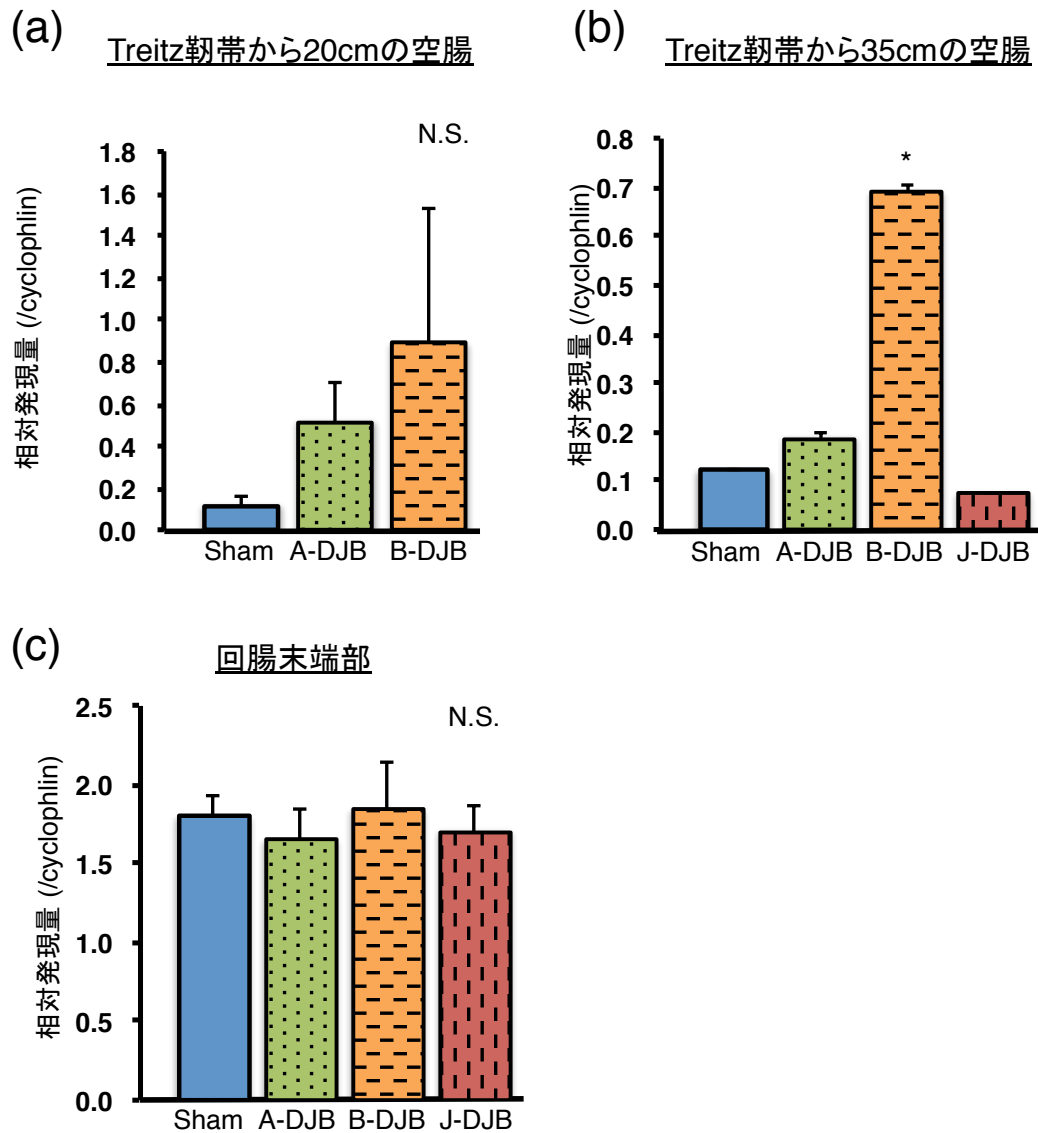 (a)
Treitz靭帯から20cmの空腸
N.S.
相対発現量 (/cyclophlin)
1.8
1.6
1.4
1.2
1.0
0.8
0.6
0.4
0.2
0.0
Sham A-DJB B-DJB
(b)
Treitz靭帯から35cmの空腸
*
相対発現量 (/cyclophlin)
0.8
0.7
0.6
0.5
0.4
0.3
0.2
0.1
0.0
Sham A-DJB B-DJB J-DJB
(c)
回腸末端部
N.S.
相対発現量 (/cyclophlin)
2.5
2.0
1.5
1.0
0.5
0.0
Sham A-DJB B-DJB J-DJB